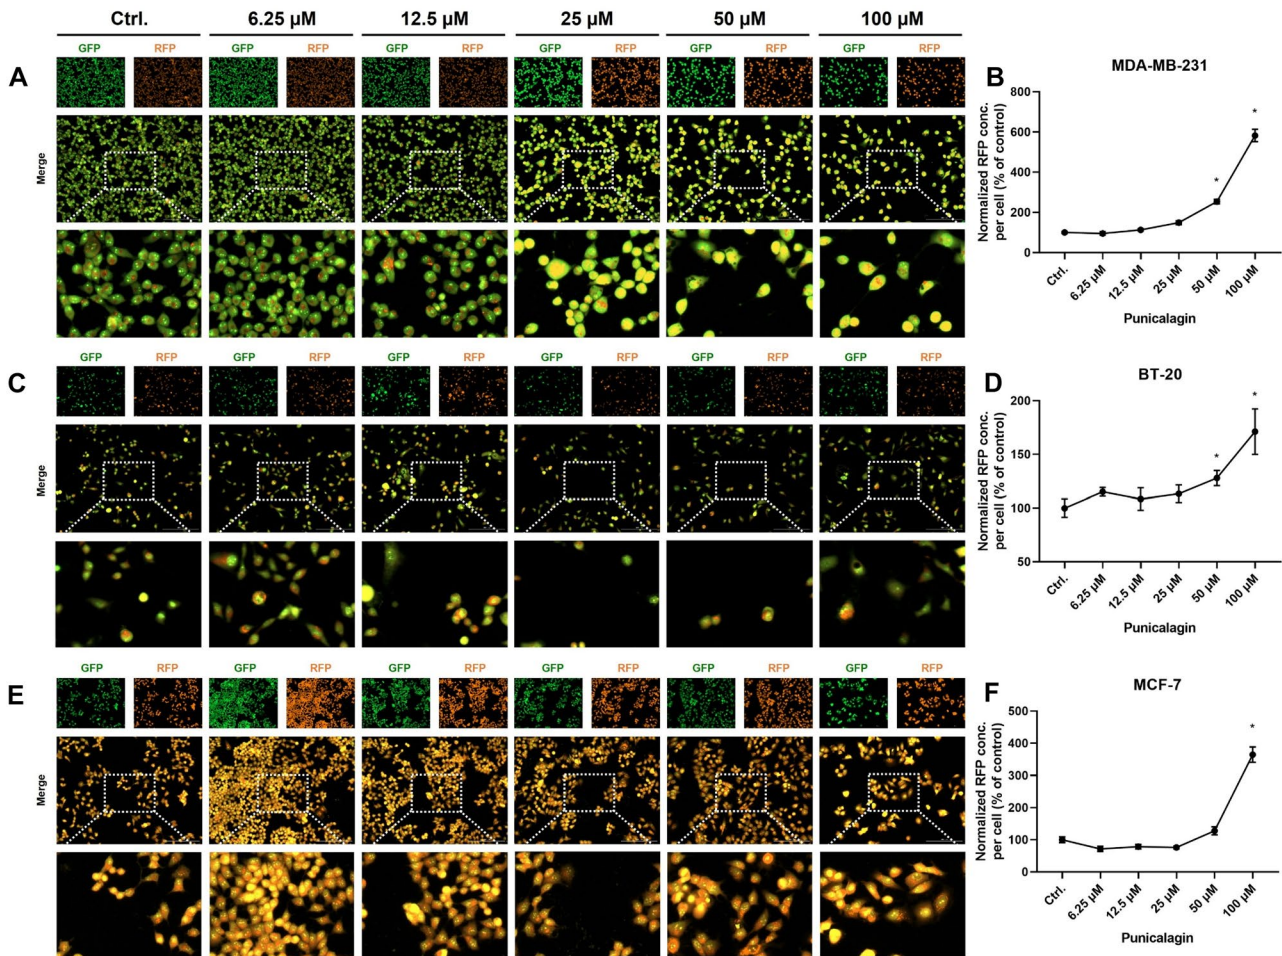 Ctrl. 6.25 µM 12.5 µM 25 µM 50 µM 100 µM
A
GFP RFP GFP RFP GFP RFP GFP RFP GFP RFP GFP RFP
Merge
B
MDA-MB-231
Normalized RFP conc.
per cell (% of control)
800
600
400
200
0
*
*
Ctrl. 6.25 µM 12.5 µM 25 µM 50 µM 100 µM
Punicalagin
C
GFP RFP GFP RFP GFP RFP GFP RFP GFP RFP GFP RFP
Merge
D
BT-20
Normalized RFP conc.
per cell (% of control)
200
150
100
50
*
*
Ctrl. 6.25 µM 12.5 µM 25 µM 50 µM 100 µM
Punicalagin
E
GFP RFP GFP RFP GFP RFP GFP RFP GFP RFP GFP RFP
Merge
F
MCF-7
Normalized RFP conc.
per cell (% of control)
500
400
300
200
100
0
*
Ctrl. 6.25 µM 12.5 µM 25 µM 50 µM 100 µM
Punicalagin